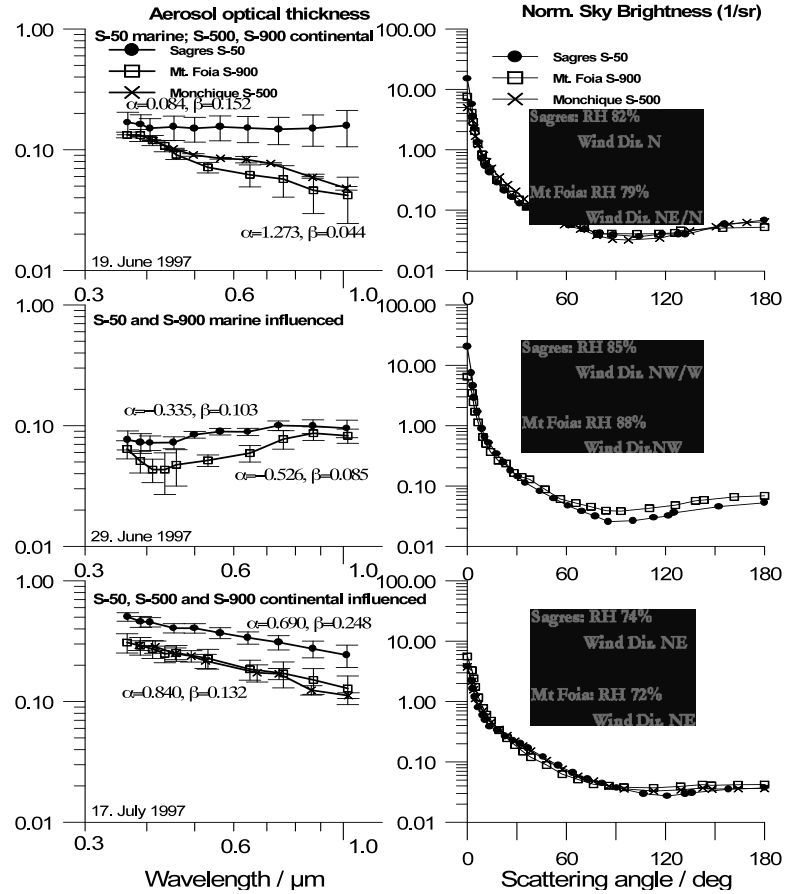 Aerosol optical thickness
S-50 marine; S-500, S-900 continental
Sagres S-50
Mt. Foia S-900
Monchique S-500
α=0.084, β=0.152
α=1.273, β=0.044
19. June 1997
1.00
0.10
0.01
0.3
0.6
1.0
Norm. Sky Brightness (1/sr)
Sagres S-50
Mt. Foia S-900
Monchique S-500
Sagres: RH 82%
Wind Dir. N
Mt Foia: RH 79%
Wind Dir. NE/N
100.00
10.00
1.00
0.10
0.01
0
60
120
180
S-50 and S-900 marine influenced
α=-0.335, β=0.103
α=-0.526, β=0.085
29. June 1997
1.00
0.10
0.01
0.3
0.6
1.0
Sagres: RH 85%
Wind Dir. NW/W
Mt Foia: RH 88%
Wind Dir.NW
100.00
10.00
1.00
0.10
0.01
0
60
120
180
S-50, S-500 and S-900 continental influenced
α=0.690, β=0.248
α=0.840, β=0.132
17. July 1997
1.00
0.10
0.01
0.3
0.6
1.0
Wavelength / µm
Sagres: RH 74%
Wind Dir. NE
Mt Foia: RH 72%
Wind Dir. NE
100.00
10.00
1.00
0.10
0.01
0
60
120
180
Scattering angle / deg